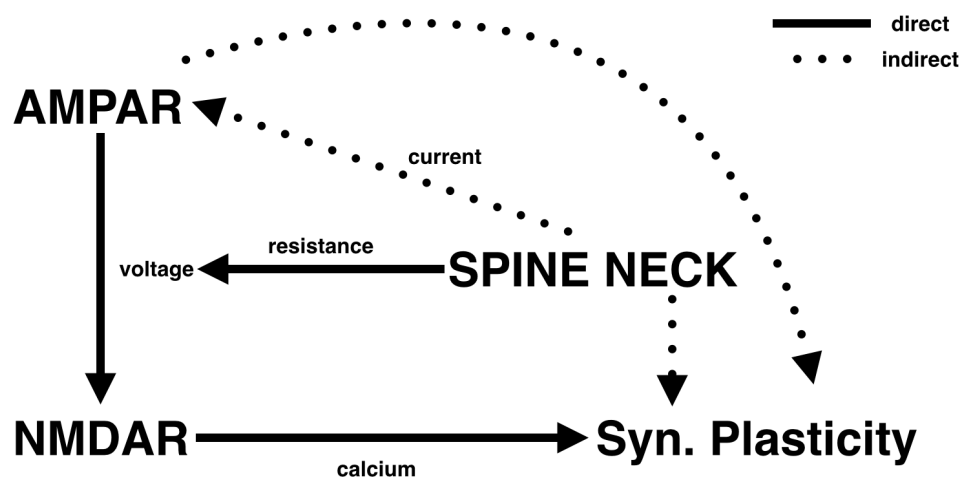 direct
indirect
AMPAR
current
resistance
voltage
SPINE NECK
NMDAR
Syn. Plasticity
calcium